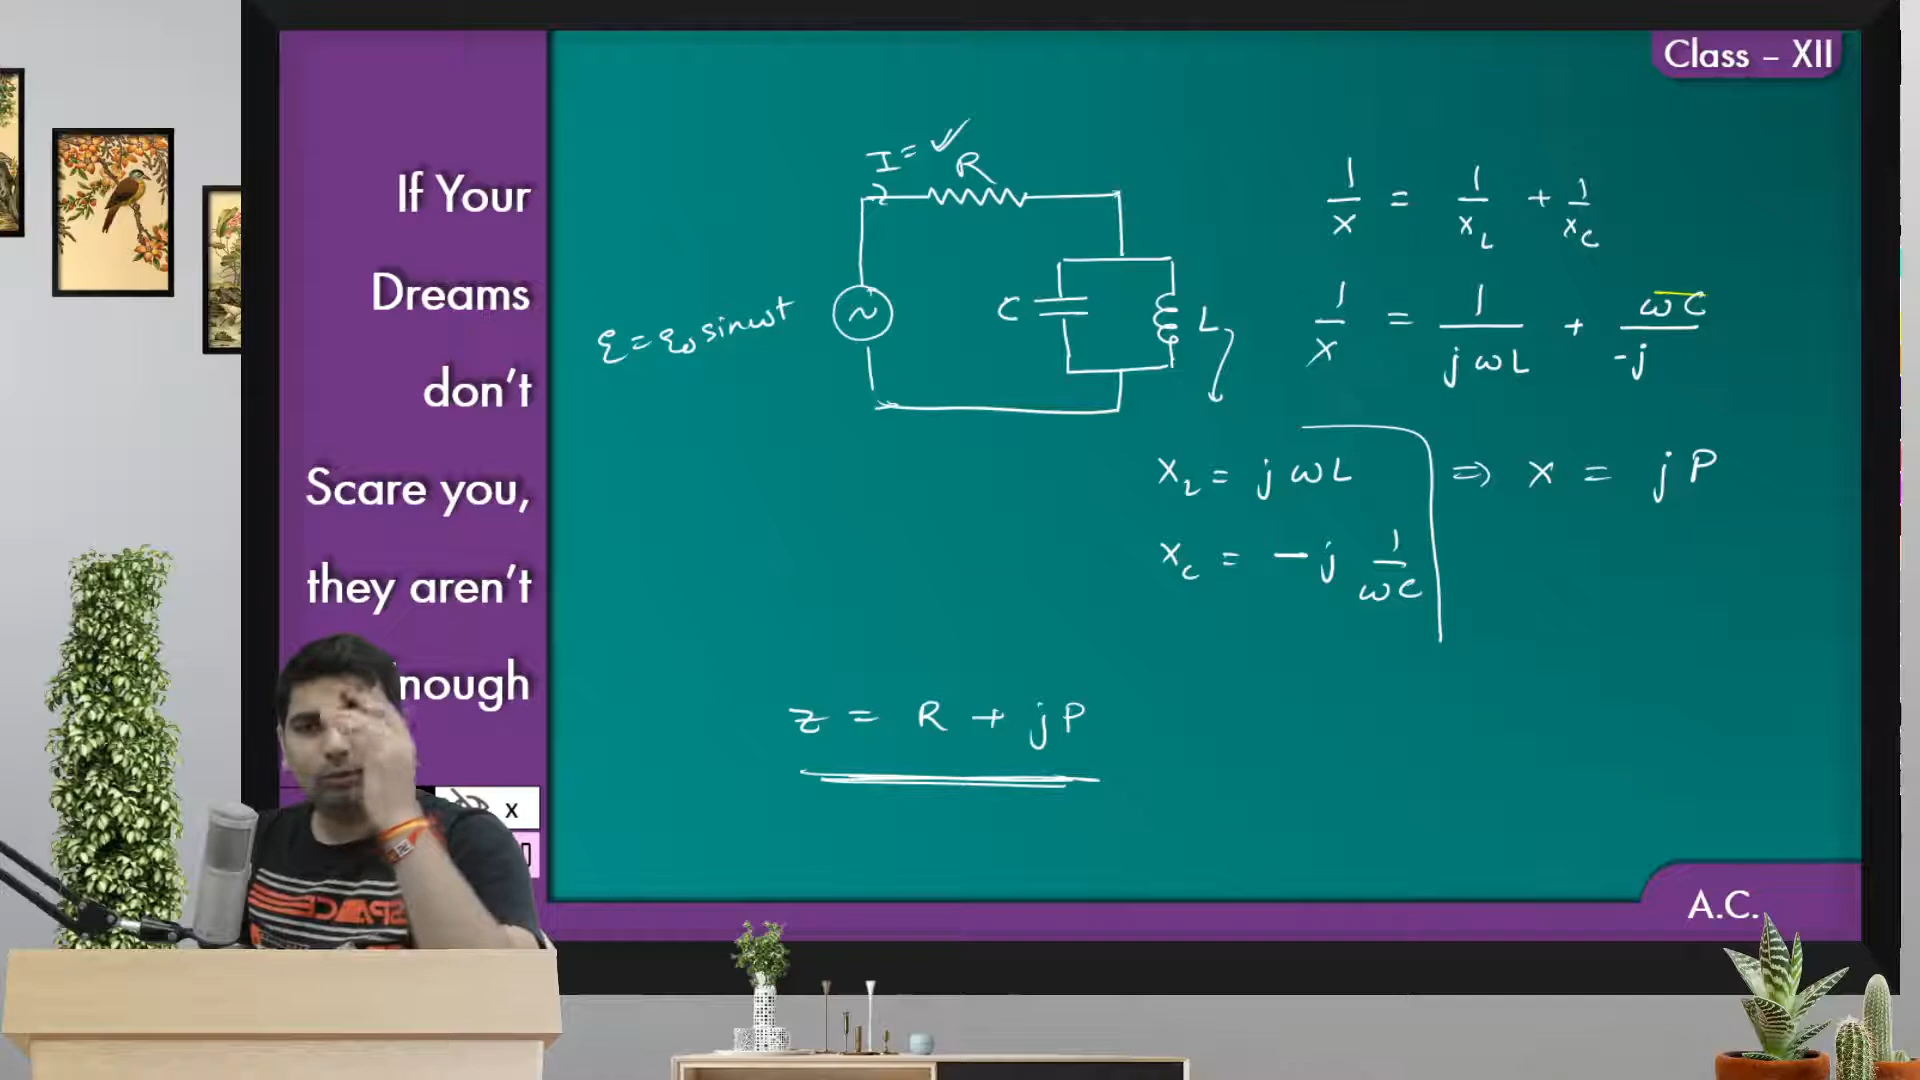 Class – XII
If Your
Dreams
don't
Scare you,
they aren't
nough
I = ✓
R
ε = ε₀ sinωt
~
C
L
1/x = 1/x_L + 1/x_C
1/x = 1/jωL + ωC/-j
x_L = jωL
⇒ x = jP
x_C = -j 1/ωC
z = R + jP
x
SPACE
A.C.